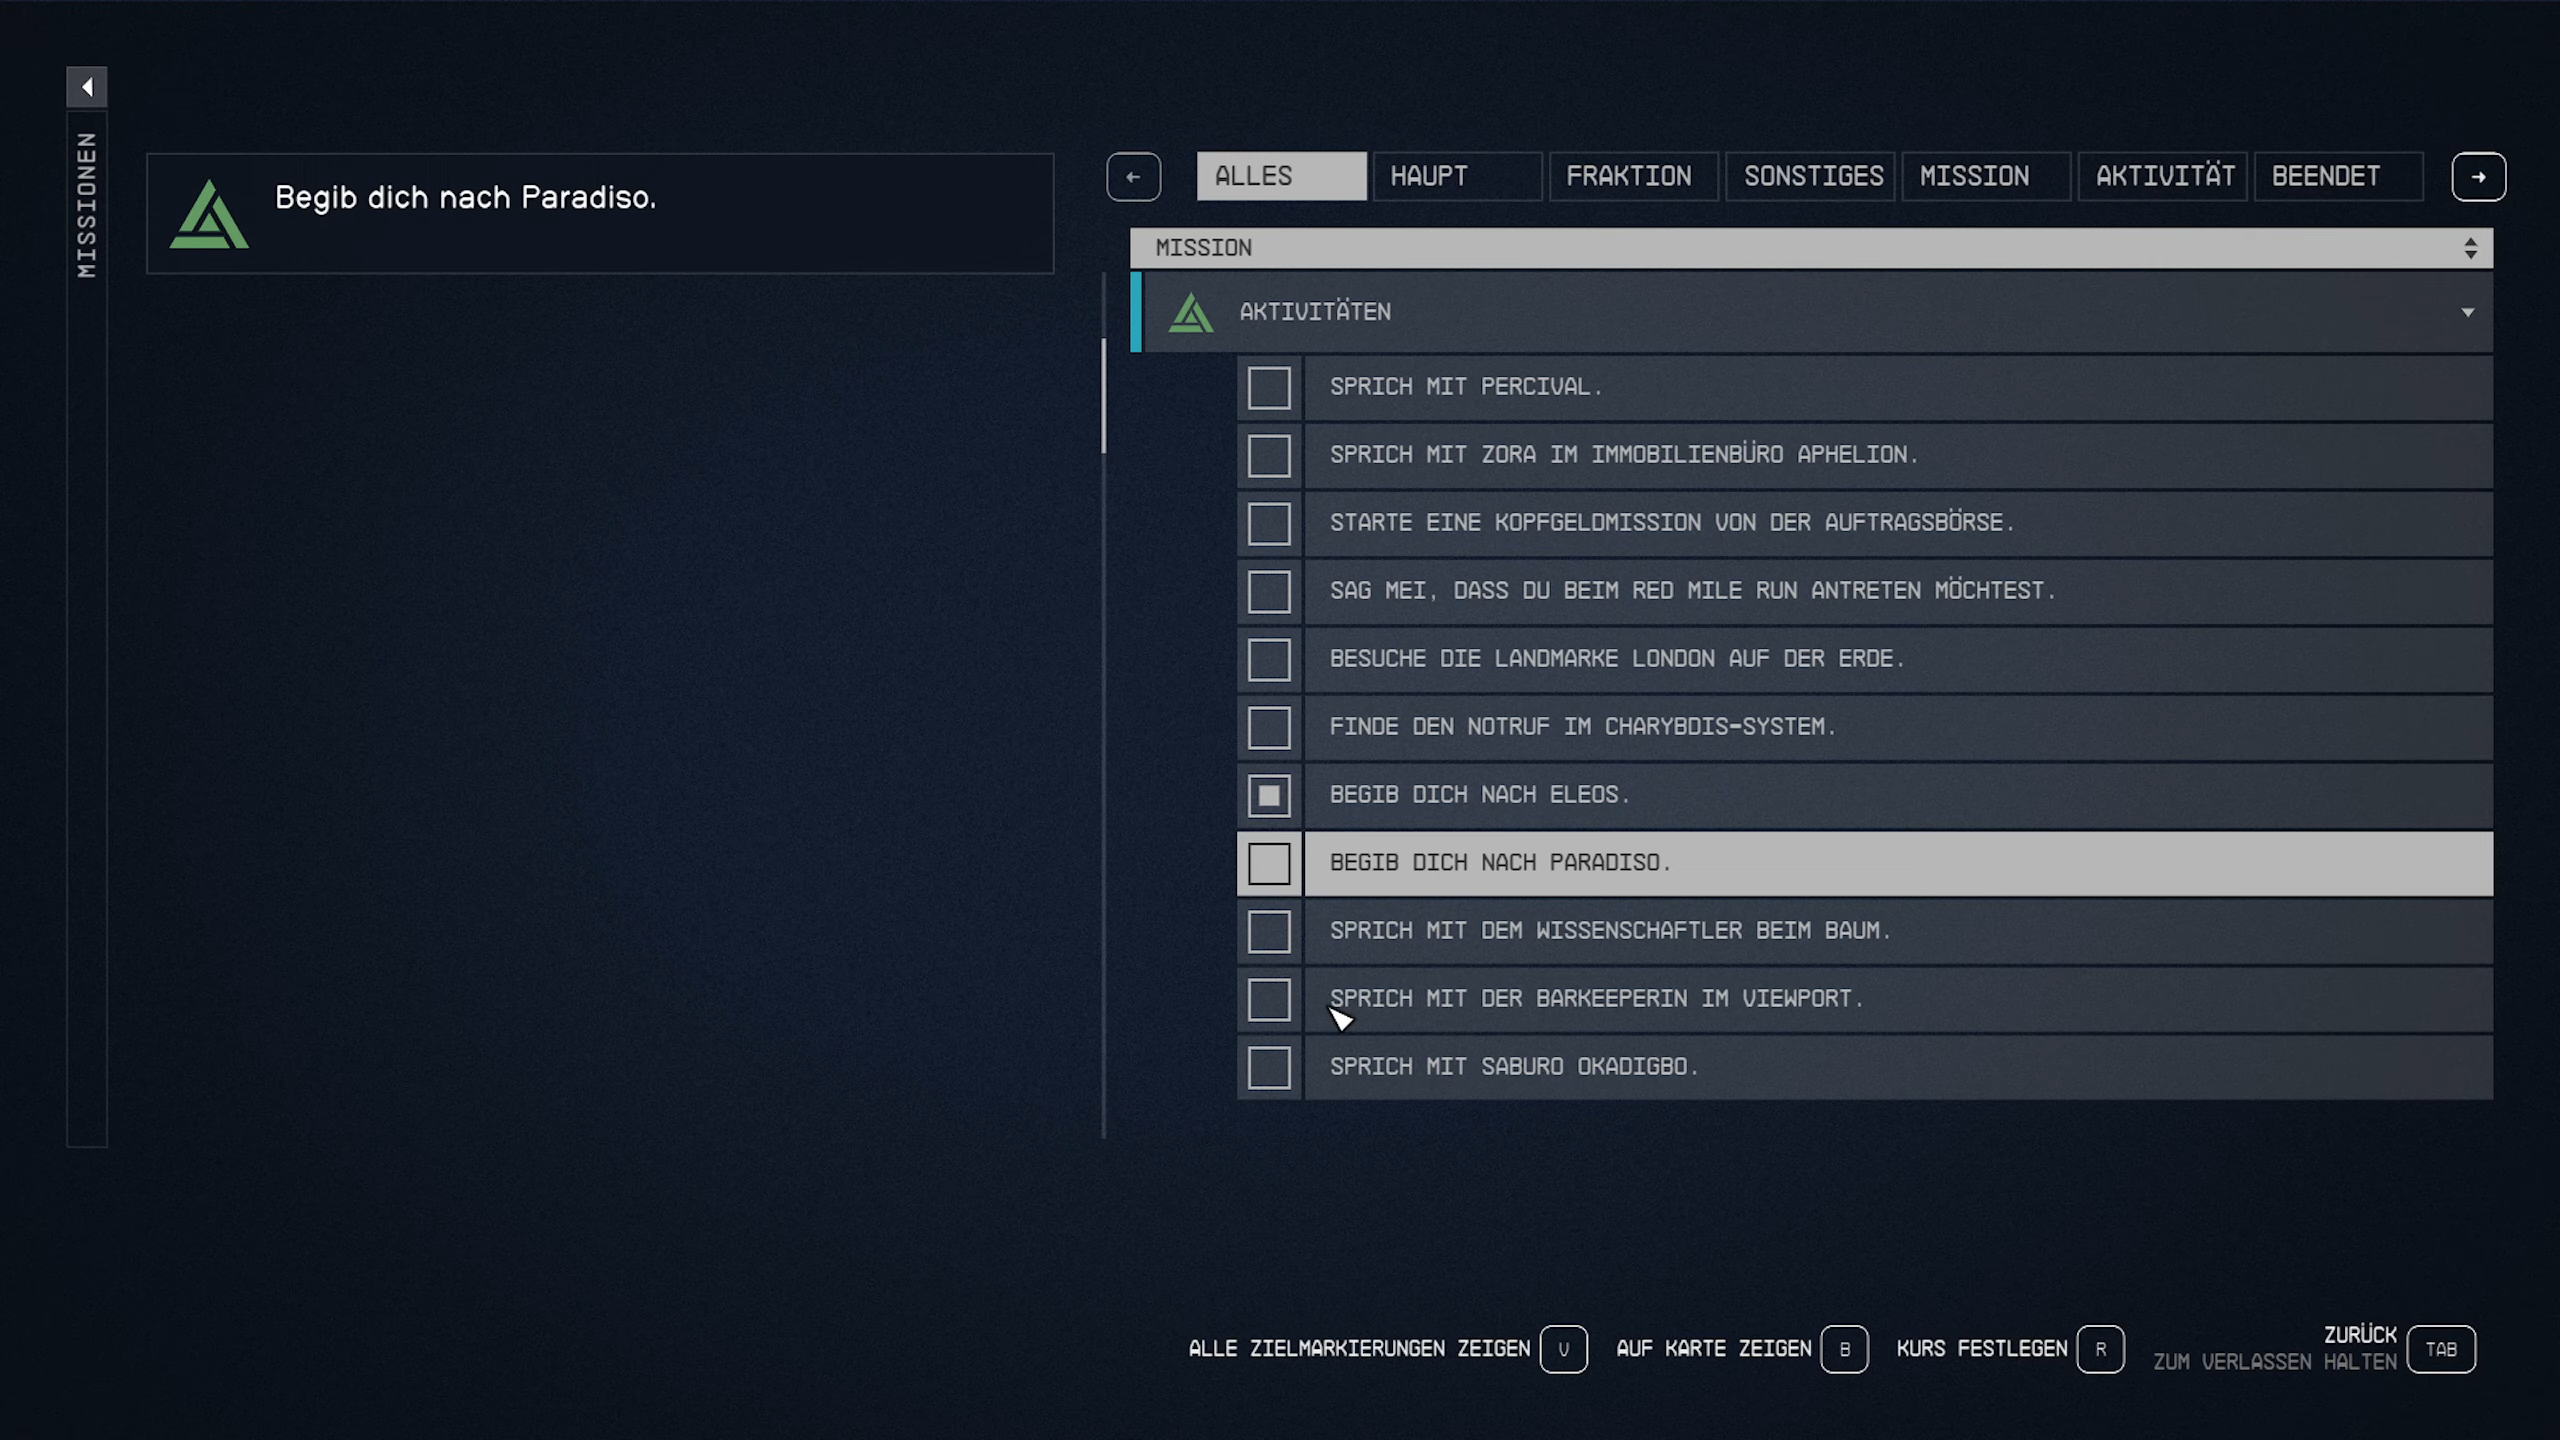 MISSIONEN
Begib dich nach Paradiso.
ALLES
HAUPT
FRAKTION
SONSTIGES
MISSION
AKTIVITÄT
BEENDET
MISSION
AKTIVITÄTEN
SPRICH MIT PERCIVAL.
SPRICH MIT ZORA IM IMMOBILIENBÜRO APHELION.
STARTE EINE KOPFGELDMISSION VON DER AUFTRAGSBÖRSE.
SAG MEI, DASS DU BEIM RED MILE RUN ANTRETEN MÖCHTEST.
BESUCHE DIE LANDMARKE LONDON AUF DER ERDE.
FINDE DEN NOTRUF IM CHARYBDIS-SYSTEM.
BEGIB DICH NACH ELEOS.
BEGIB DICH NACH PARADISO.
SPRICH MIT DEM WISSENSCHAFTLER BEIM BAUM.
SPRICH MIT DER BARKEEPERIN IM VIEWPORT.
SPRICH MIT SABURO OKADIGBO.
ALLE ZIELMARKIERUNGEN ZEIGEN V
AUF KARTE ZEIGEN B
KURS FESTLEGEN R
ZURÜCK
ZUM VERLASSEN HALTEN TAB